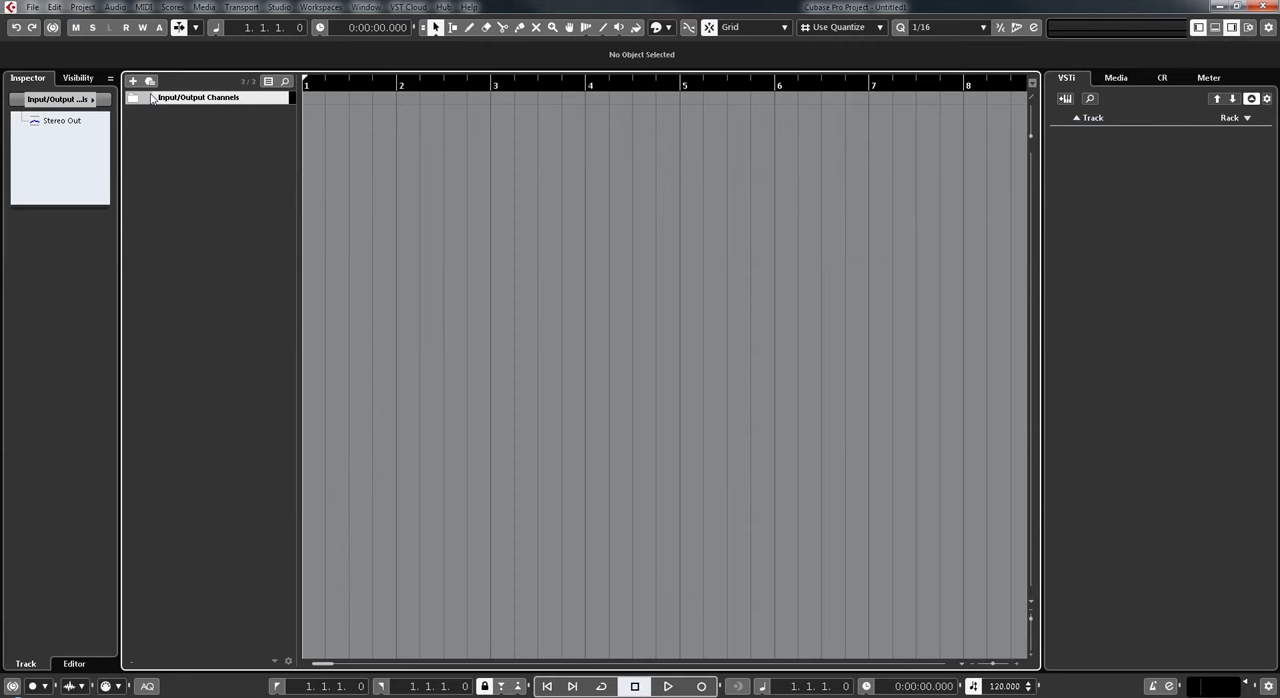 File Edit Project Audio MIDI Scores Media Transport Studio Workspaces Window VST Cloud Hub Help Cubase Pro Project - Untitled1
M S L R W A 1. 1. 1. 0 0:00:00.000 Grid Use Quantize Q 1/16
No Object Selected
Inspector Visibility 2 / 2 1 2 3 4 5 6 7 8 VSTi Media CR Meter
Input/Output ...ls Input/Output Channels
Track Rack
Stereo Out
Track Editor
AQ 1. 1. 1. 0 1. 1. 1. 0 1. 1. 1. 0 0:00:00.000 120.000